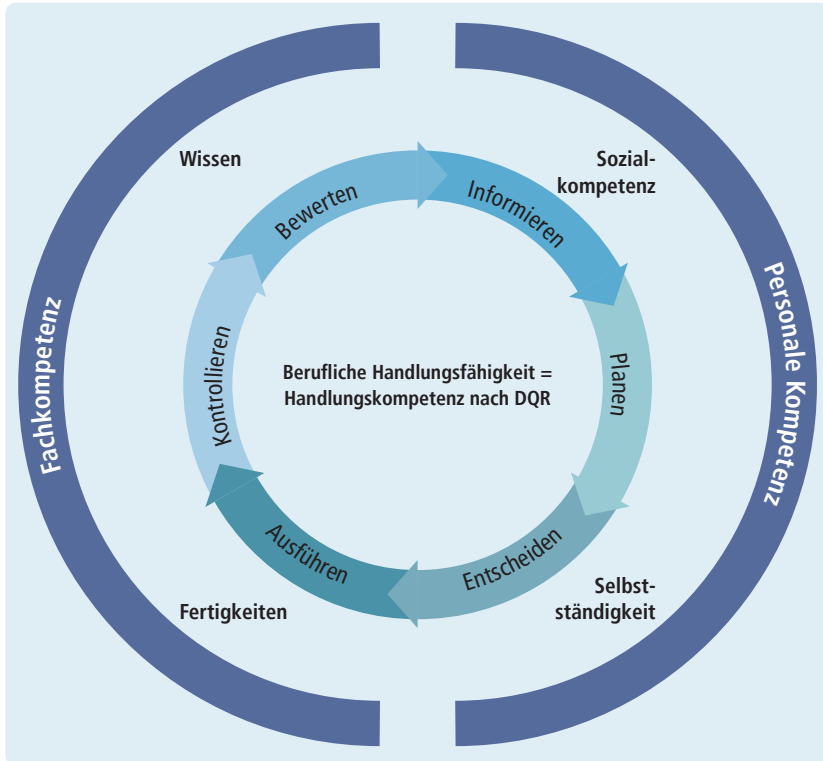 Wissen
Sozial-
kompetenz
Bewerten
Informieren
Fachkompetenz
Kontrollieren
Berufliche Handlungsfähigkeit =
Handlungskompetenz nach DQR
Planen
Personale Kompetenz
Ausführen
Entscheiden
Fertigkeiten
Selbst-
ständigkeit